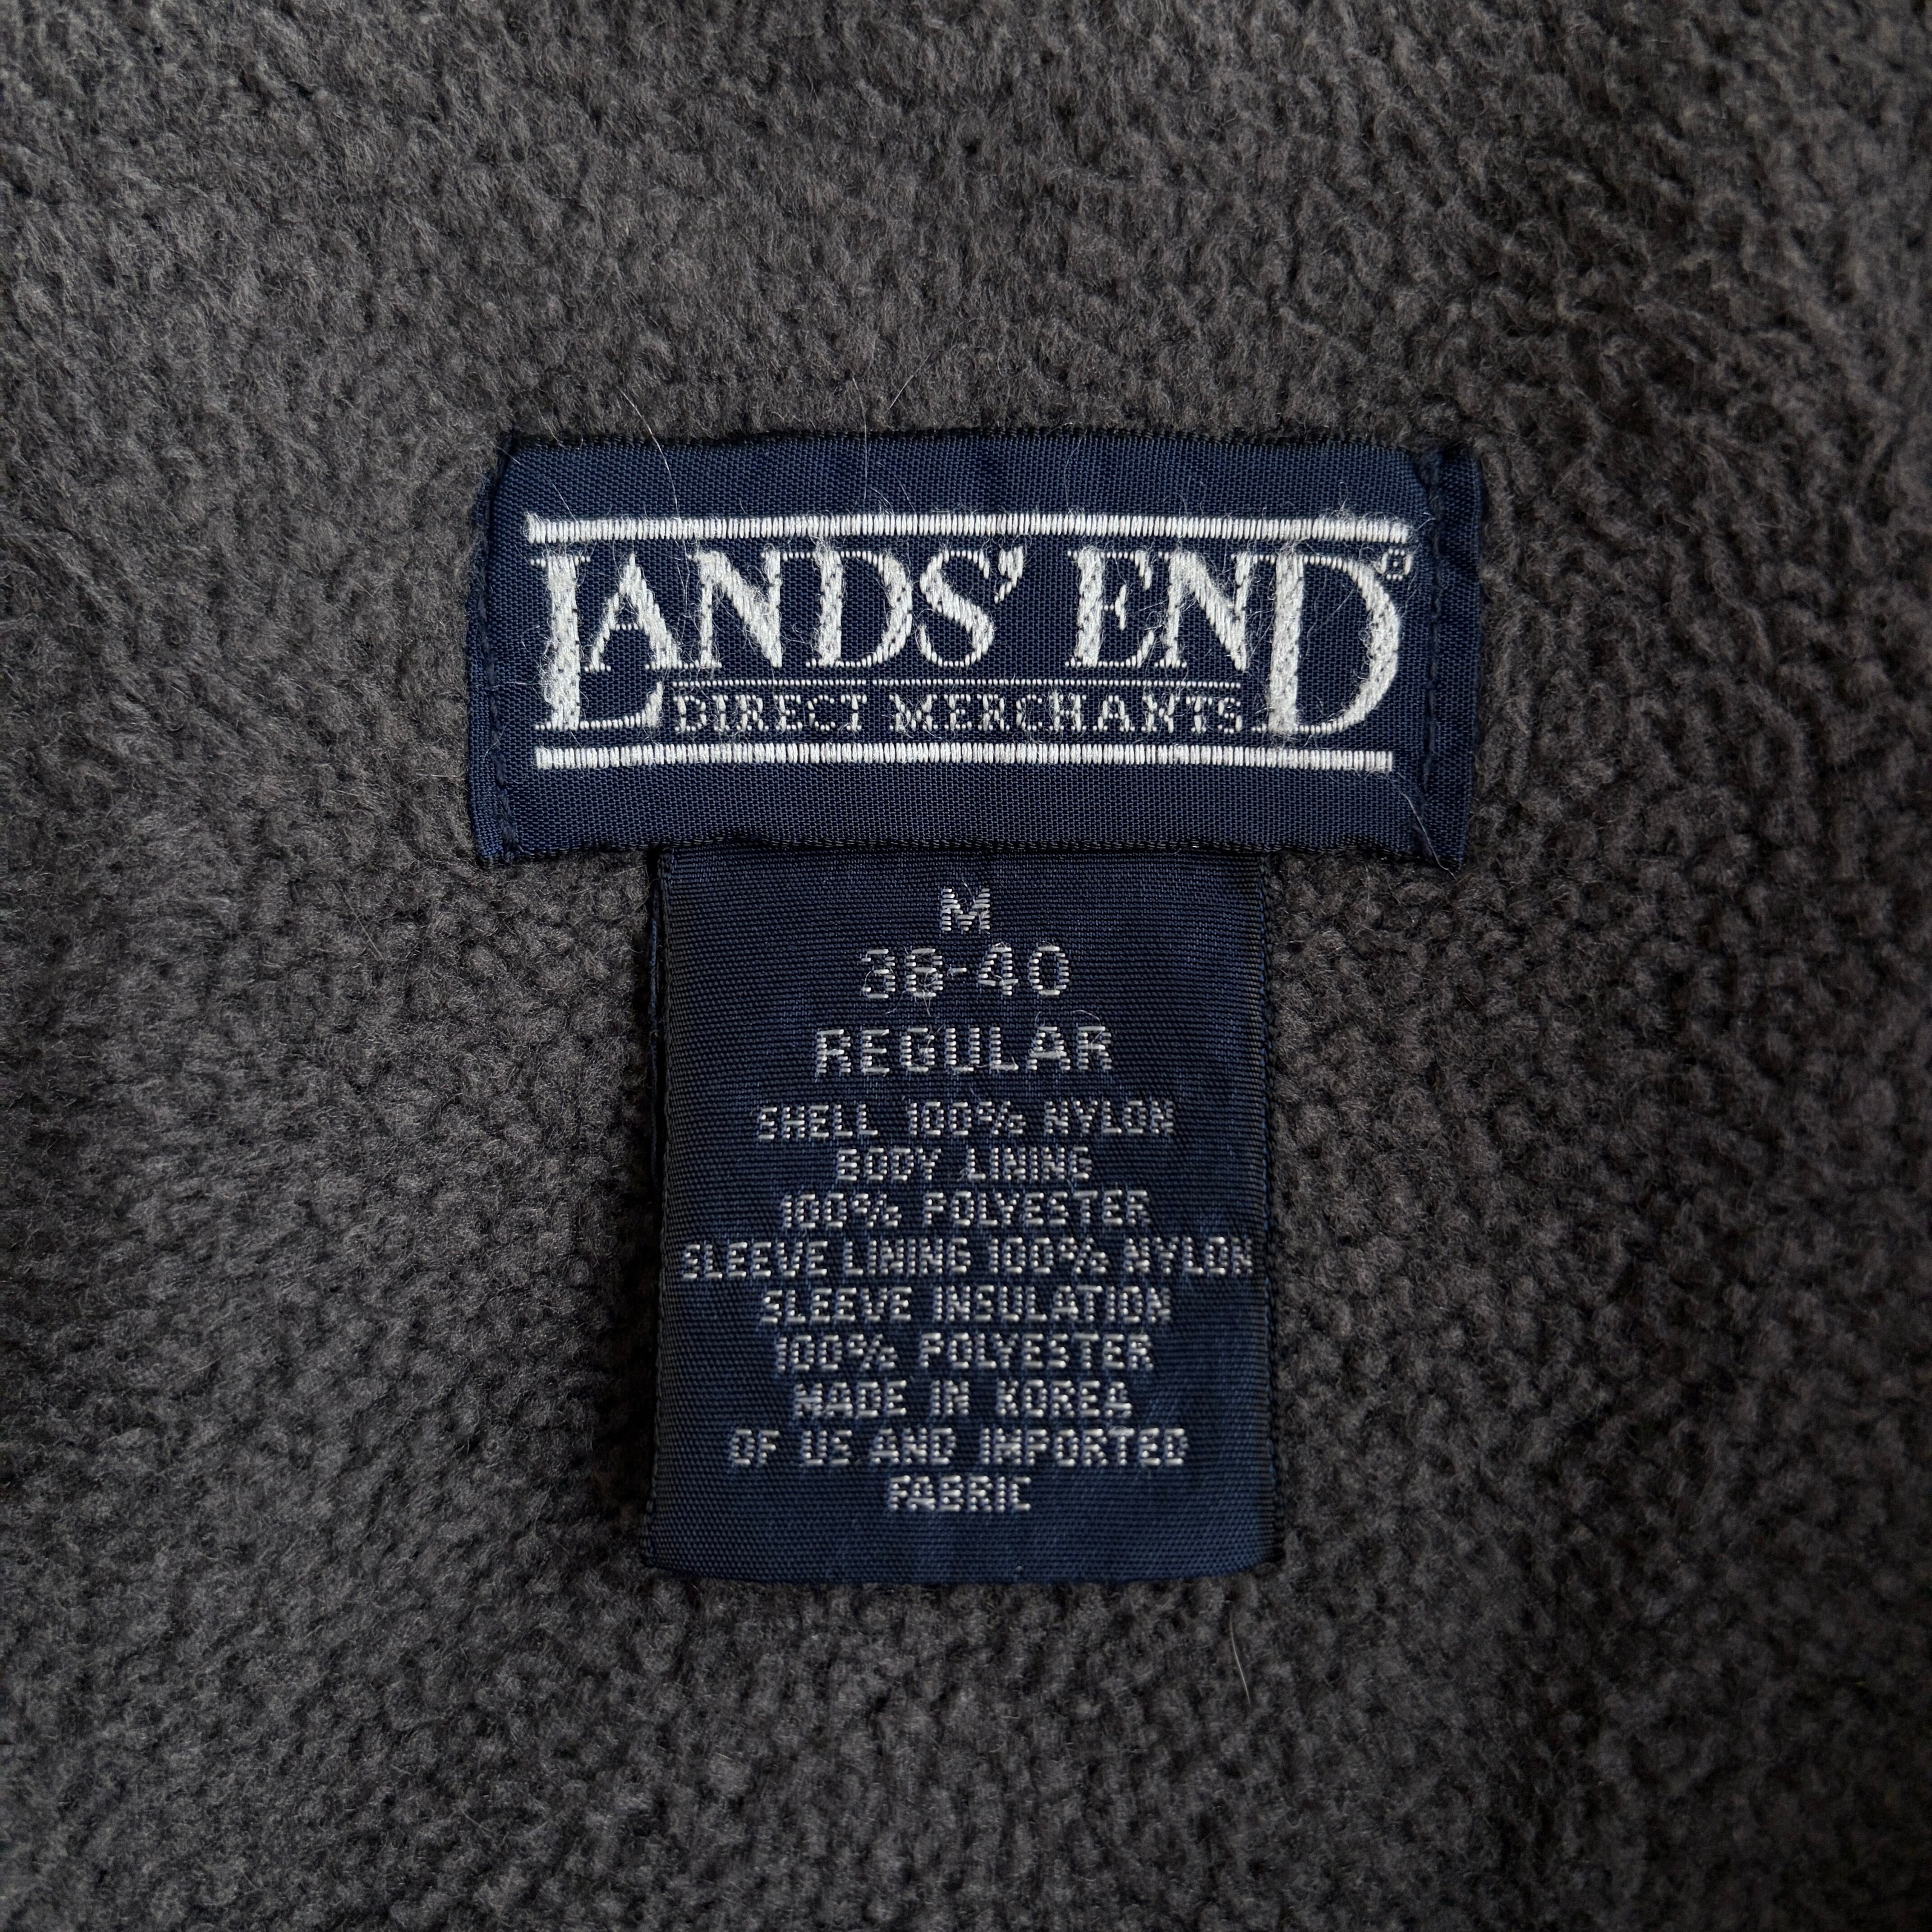 LANDS' END®
DIRECT MERCHANTS
M
38-40
REGULAR
SHELL 100% NYLON
BODY LINING
100% POLYESTER
SLEEVE LINING 100% NYLON
SLEEVE INSULATION
100% POLYESTER
MADE IN KOREA
OF US AND IMPORTED
FABRIC